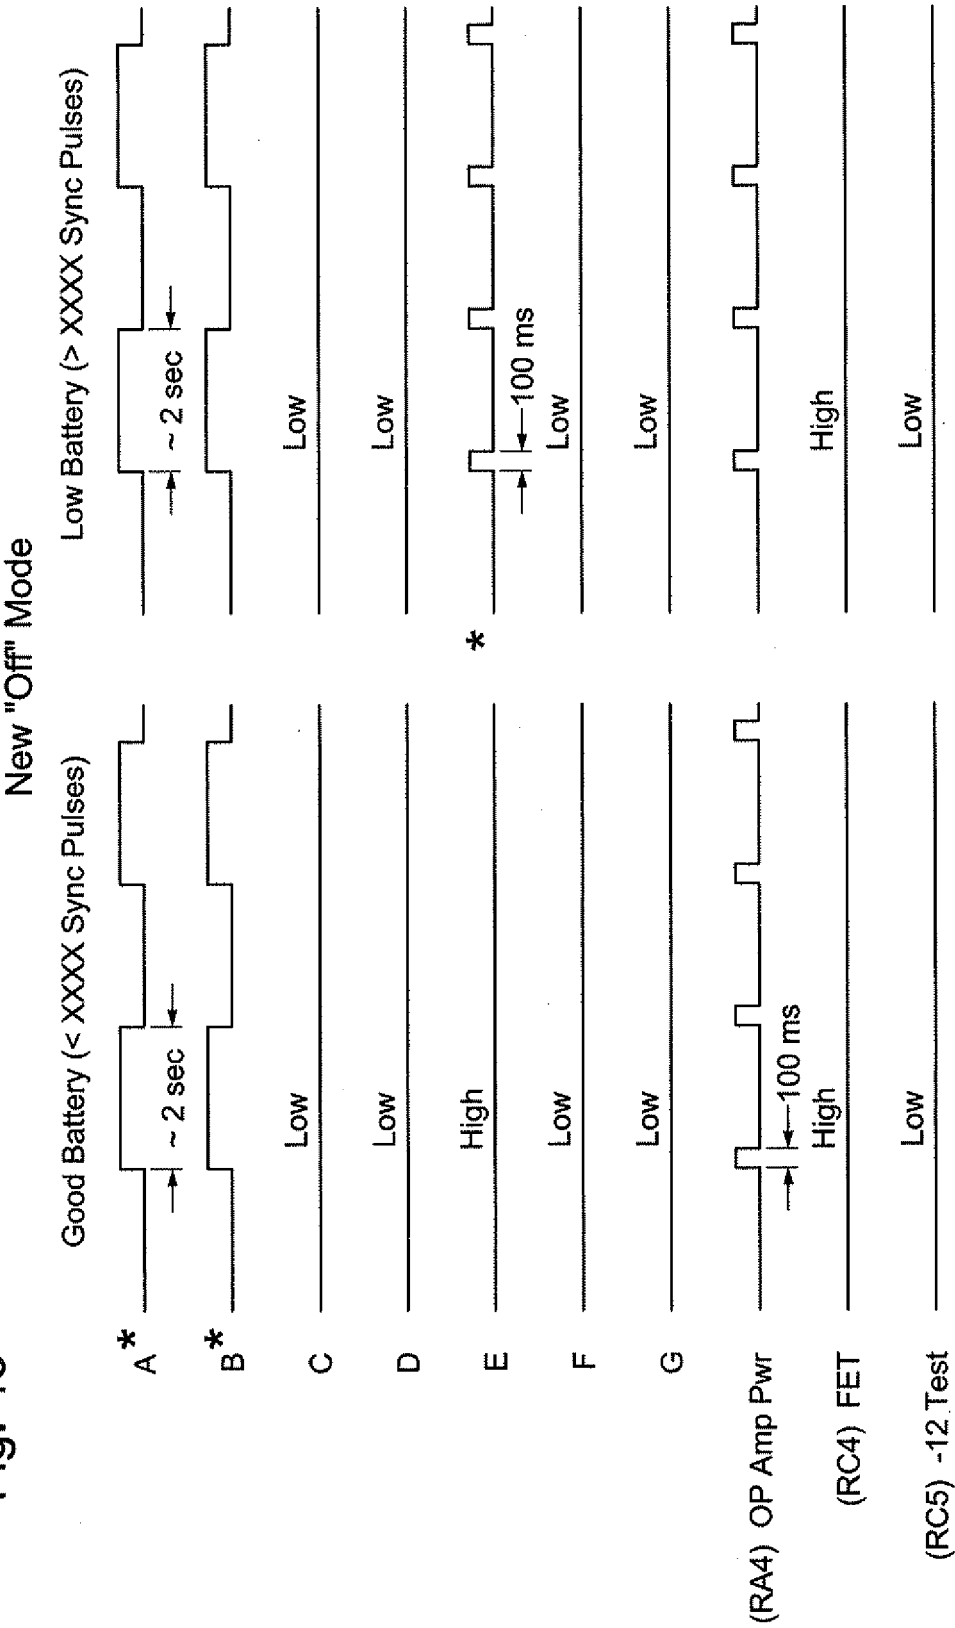 New "Off" Mode
Good Battery (< XXXX Sync Pulses)
Low Battery (> XXXX Sync Pulses)
A*
~ 2 sec
~ 2 sec
B*
C
Low
Low
D
Low
Low
E
High
*
100 ms
F
Low
Low
G
Low
Low
(RA4) OP Amp Pwr
100 ms
(RC4) FET
High
High
(RC5) -12 Test
Low
Low